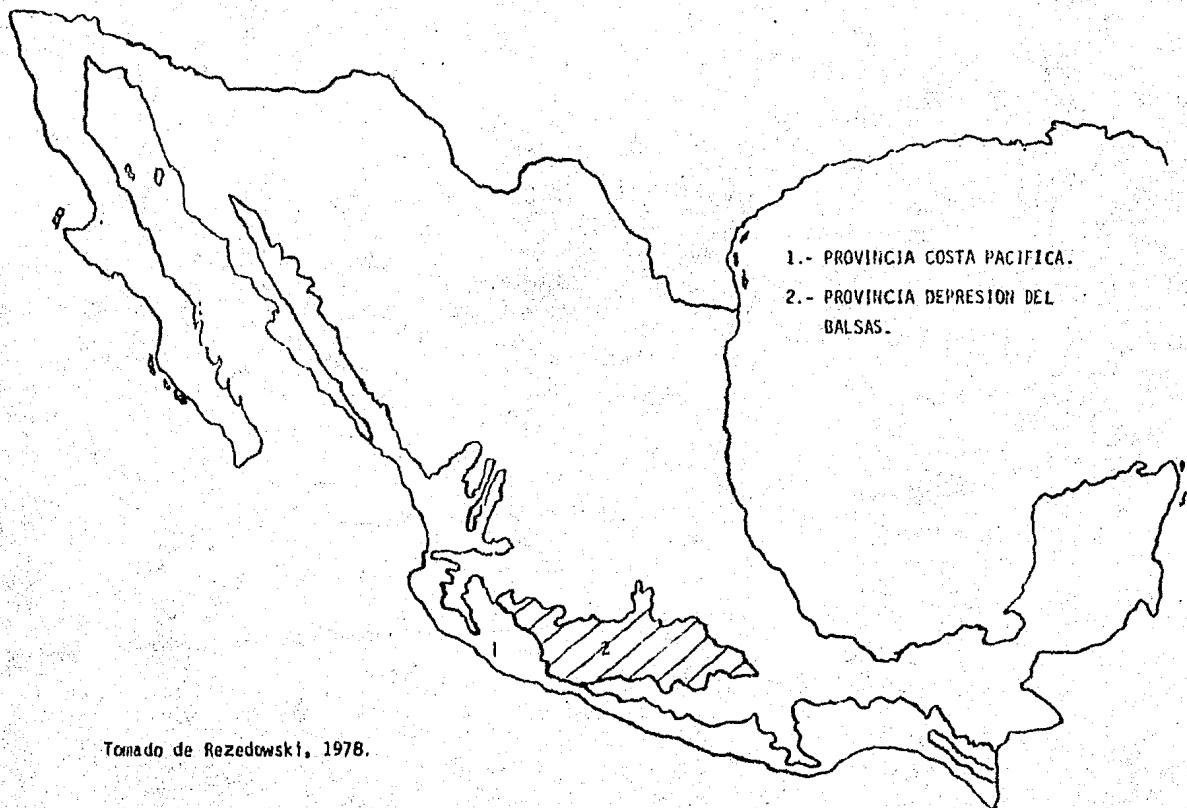 1.- PROVINCIA COSTA PACIFICA.
2.- PROVINCIA DEPRESION DEL
BALSAS.
1
2
Tomado de Rezedowski, 1978.